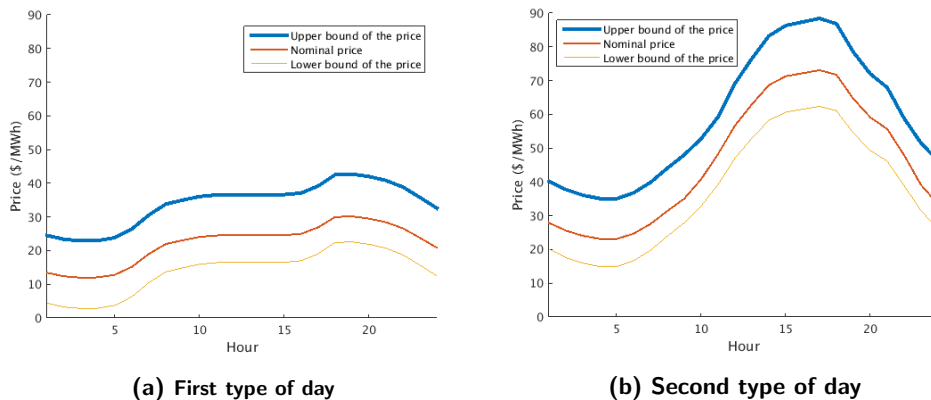 90
80
70
60
50
40
30
20
10
0
Price ($/MWh)
Upper bound of the price
Nominal price
Lower bound of the price
5
10
15
20
Hour
(a) First type of day
90
80
70
60
50
40
30
20
10
0
Price ($/MWh)
Upper bound of the price
Nominal price
Lower bound of the price
5
10
15
20
Hour
(b) Second type of day